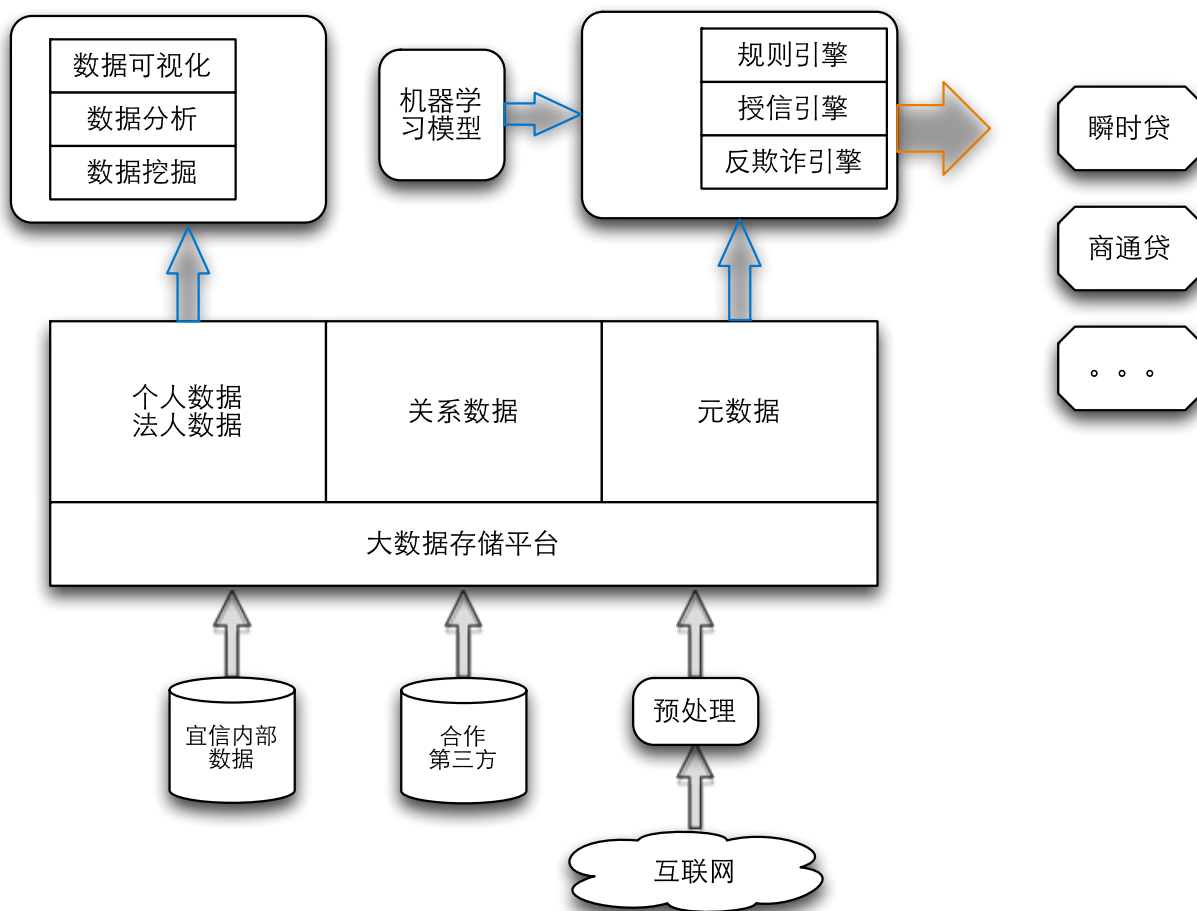 数据可视化
数据分析
数据挖掘
机器学
习模型
规则引擎
授信引擎
反欺诈引擎
瞬时贷
商通贷
。。。
个人数据
法人数据
关系数据
元数据
大数据存储平台
宜信内部
数据
合作
第三方
预处理
互联网